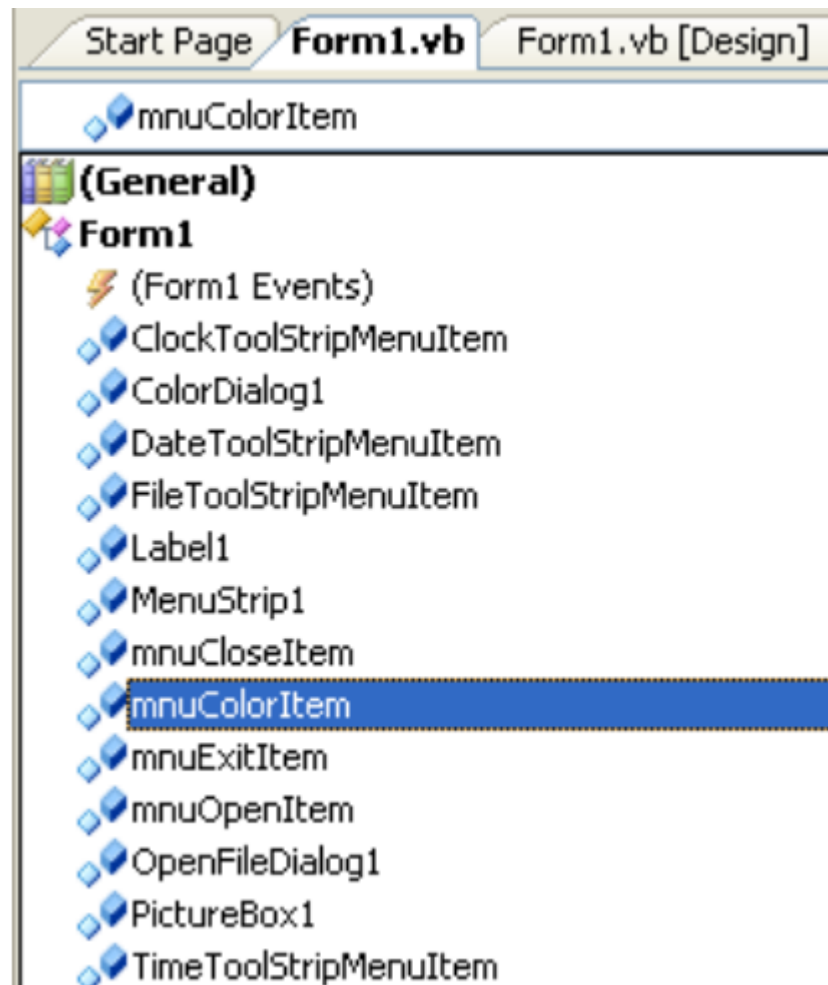 Start Page Form1.vb Form1.vb [Design]
mnuColorItem
(General)
Form1
(Form1 Events)
ClockToolStripMenuItem
ColorDialog1
DateToolStripMenuItem
FileToolStripMenuItem
Label1
MenuStrip1
mnuCloseItem
mnuColorItem
mnuExitItem
mnuOpenItem
OpenFileDialog1
PictureBox1
TimeToolStripMenuItem